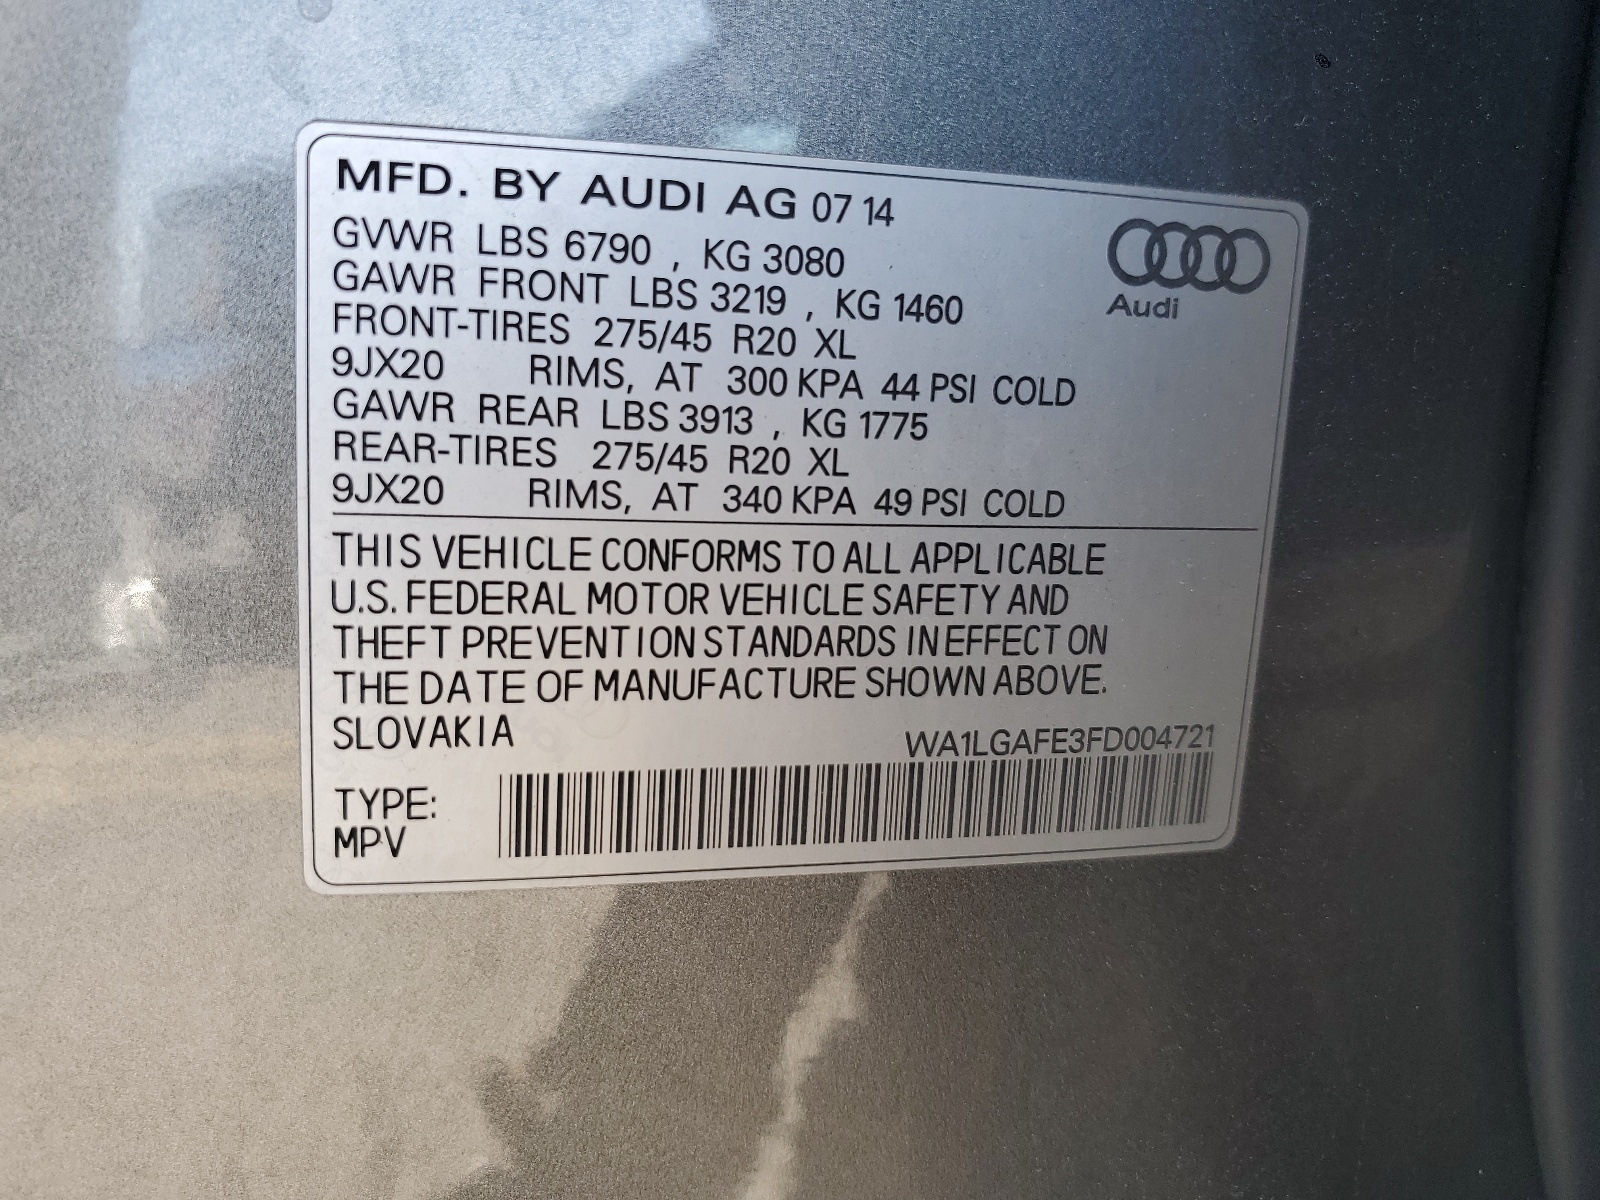 MFD. BY AUDI AG 07 14
GVWR LBS 6790 , KG 3080
GAWR FRONT LBS 3219 , KG 1460
FRONT-TIRES 275/45 R20 XL
9JX20 RIMS, AT 300 KPA 44 PSI COLD
GAWR REAR LBS 3913 , KG 1775
REAR-TIRES 275/45 R20 XL
9JX20 RIMS, AT 340 KPA 49 PSI COLD
Audi
THIS VEHICLE CONFORMS TO ALL APPLICABLE
U.S. FEDERAL MOTOR VEHICLE SAFETY AND
THEFT PREVENTION STANDARDS IN EFFECT ON
THE DATE OF MANUFACTURE SHOWN ABOVE.
SLOVAKIA
WA1LGAFE3FD004721
TYPE:
MPV